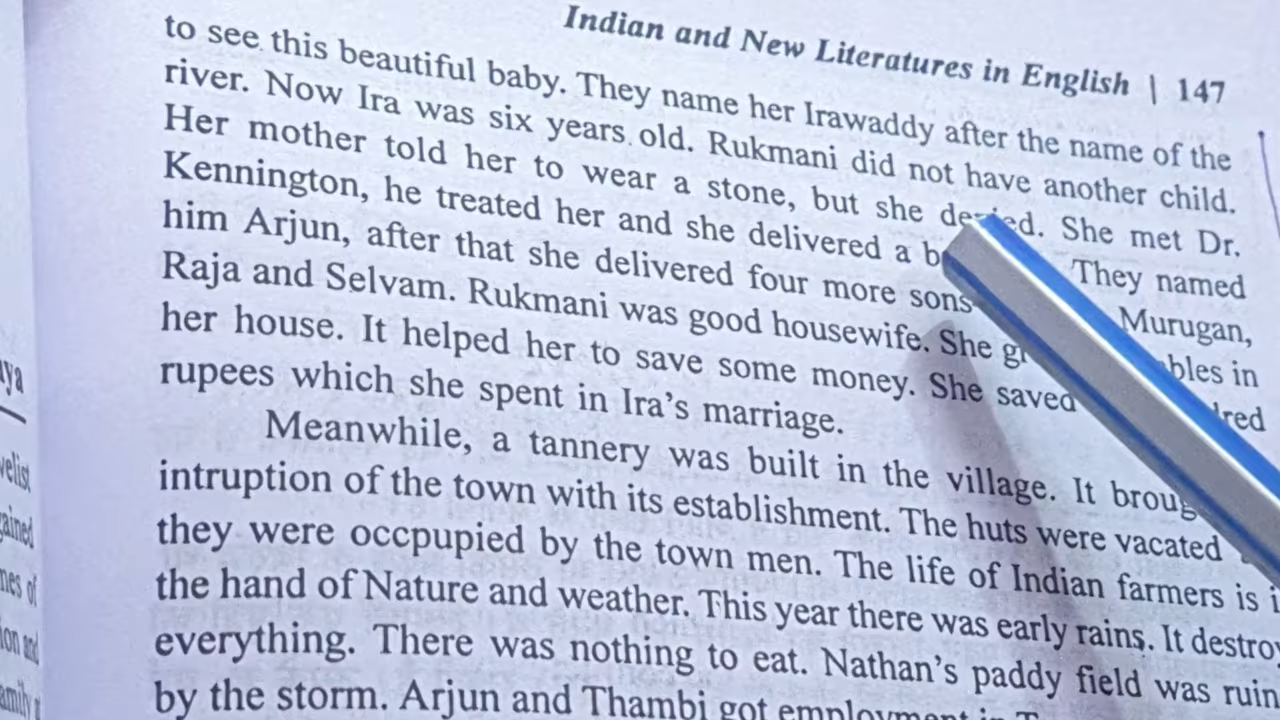 Indian and New Literatures in English | 147
to see this beautiful baby. They name her Irawaddy after the name of the
river. Now Ira was six years old. Rukmani did not have another child.
Her mother told her to wear a stone, but she denied. She met Dr.
Kennington, he treated her and she delivered a They named
him Arjun, after that she delivered four more sons Murugan,
Raja and Selvam. Rukmani was good housewife. She in
her house. It helped her to save some money. She saved
rupees which she spent in Ira's marriage.
Meanwhile, a tannery was built in the village. It
intruption of the town with its establishment. The huts were vacated
they were occpupied by the town men. The life of Indian farmers is
the hand of Nature and weather. This year there was early rains. It
everything. There was nothing to eat. Nathan's paddy field was
by the storm. Arjun and Thambi got employment in